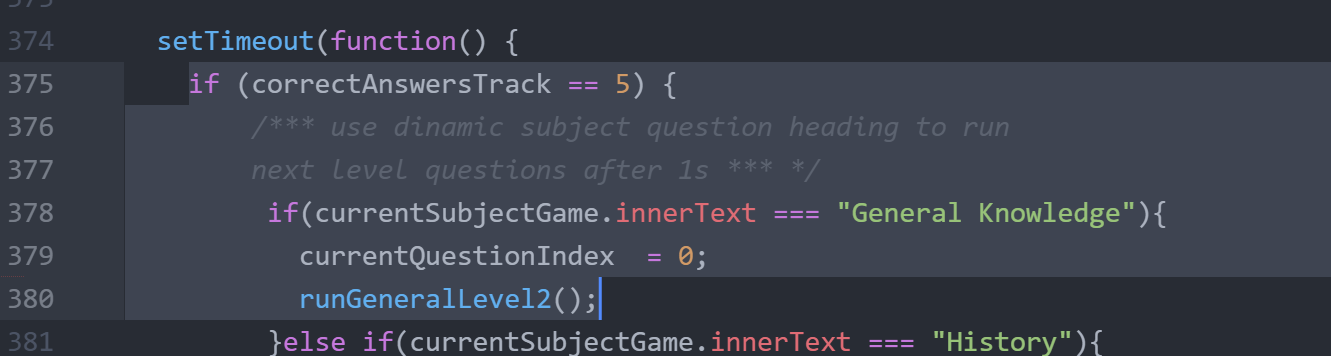 373
374 setTimeout(function() {
375 if (correctAnswersTrack == 5) {
376 /*** use dinamic subject question heading to run
377 next level questions after 1s *** */
378 if(currentSubjectGame.innerText === "General Knowledge"){
379 currentQuestionIndex  = 0;
380 runGeneralLevel2();
381 }else if(currentSubjectGame.innerText === "History"){